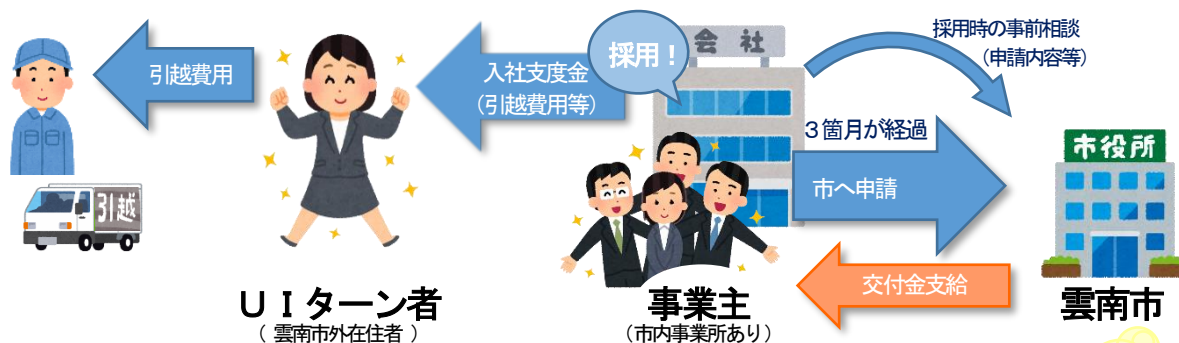 会社
採用！
採用時の事前相談
（申請内容等）
引越費用
入社支度金
（引越費用等）
３箇月が経過
市へ申請
市役所
引越
交付金支給
ＵＩターン者
（ 雲南市外在住者 ）
事業主
（市内事業所あり）
雲南市